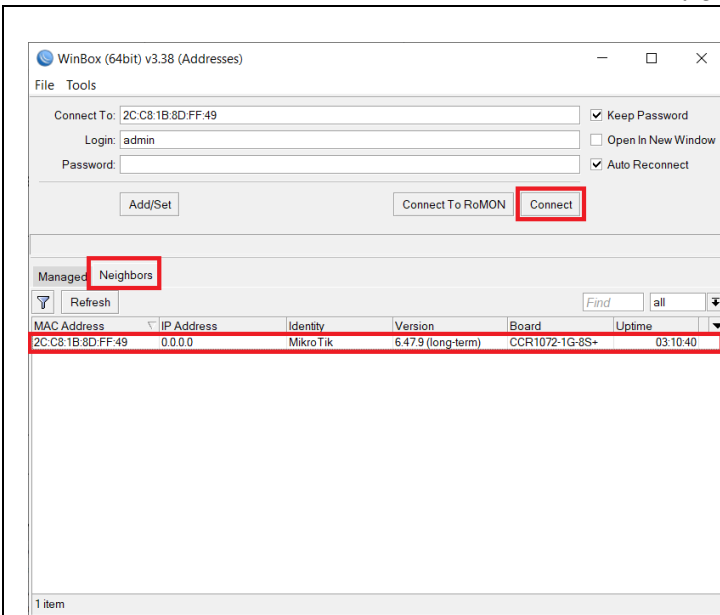 WinBox (64bit) v3.38 (Addresses)
File Tools
Connect To: 2C:C8:1B:8D:FF:49
Keep Password
Login: admin
Open In New Window
Password:
Auto Reconnect
Add/Set Connect To RoMON Connect
Managed Neighbors
Refresh Find all
MAC Address IP Address Identity Version Board Uptime
2C:C8:1B:8D:FF:49 0.0.0.0 MikroTik 6.47.9 (long-term) CCR1072-1G-8S+ 03:10:40
1 item